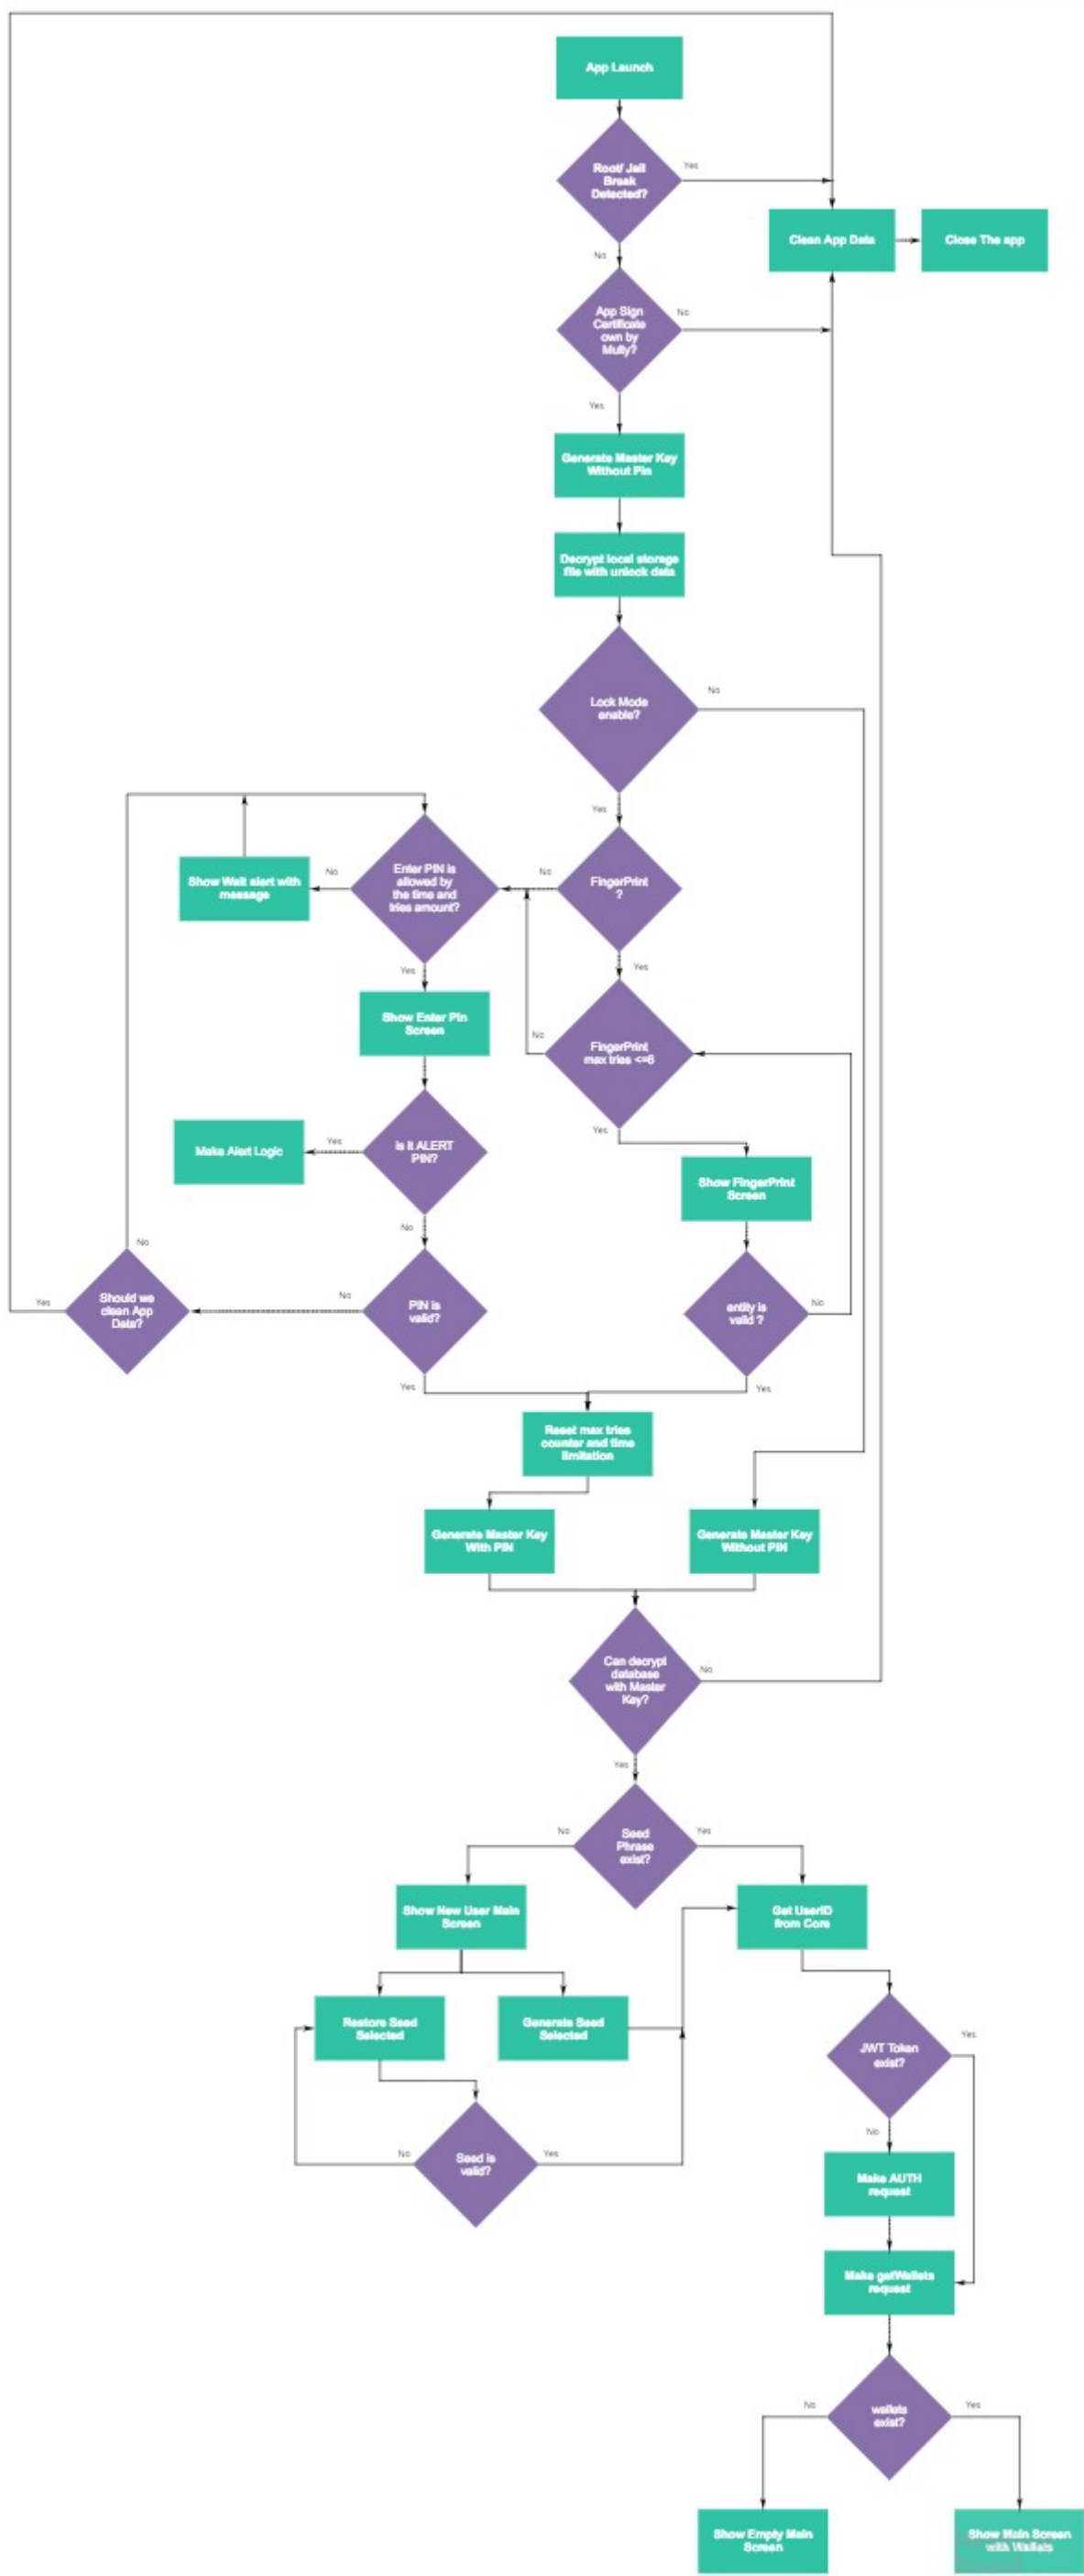 App Launch
Root/ Jail
Break
Detected?
Yes
Clean App Data
Close The app
No
App Sign
Certificate
own by
Multy?
No
Yes
Generate Master Key
Without Pin
Decrypt local storage
file with unlock data
Lock Mode
enable?
No
Yes
Show Wait alert with
message
No
Enter PIN is
allowed by
the time and
tries amount?
No
FingerPrint
?
Yes
Yes
Show Enter Pin
Screen
No
FingerPrint
max tries <=6
Yes
Make Alert Logic
Yes
is it ALERT
PIN?
Show FingerPrint
Screen
No
No
Yes
Should we
clean App
Data?
No
PIN is
valid?
entity is
valid ?
No
Yes
Yes
Reset max tries
counter and time
limitation
Generate Master Key
With PIN
Generate Master Key
Without PIN
Can decrypt
database
with Master
Key?
No
Yes
No
Seed
Phrase
exist?
Yes
Show New User Main
Screen
Get UserID
from Core
Restore Seed
Selected
Generate Seed
Selected
JWT Token
exist?
Yes
No
No
Seed is
valid?
Yes
Make AUTH
request
Make getWallets
request
No
wallets
exist?
Yes
Show Empty Main
Screen
Show Main Screen
with Wallets